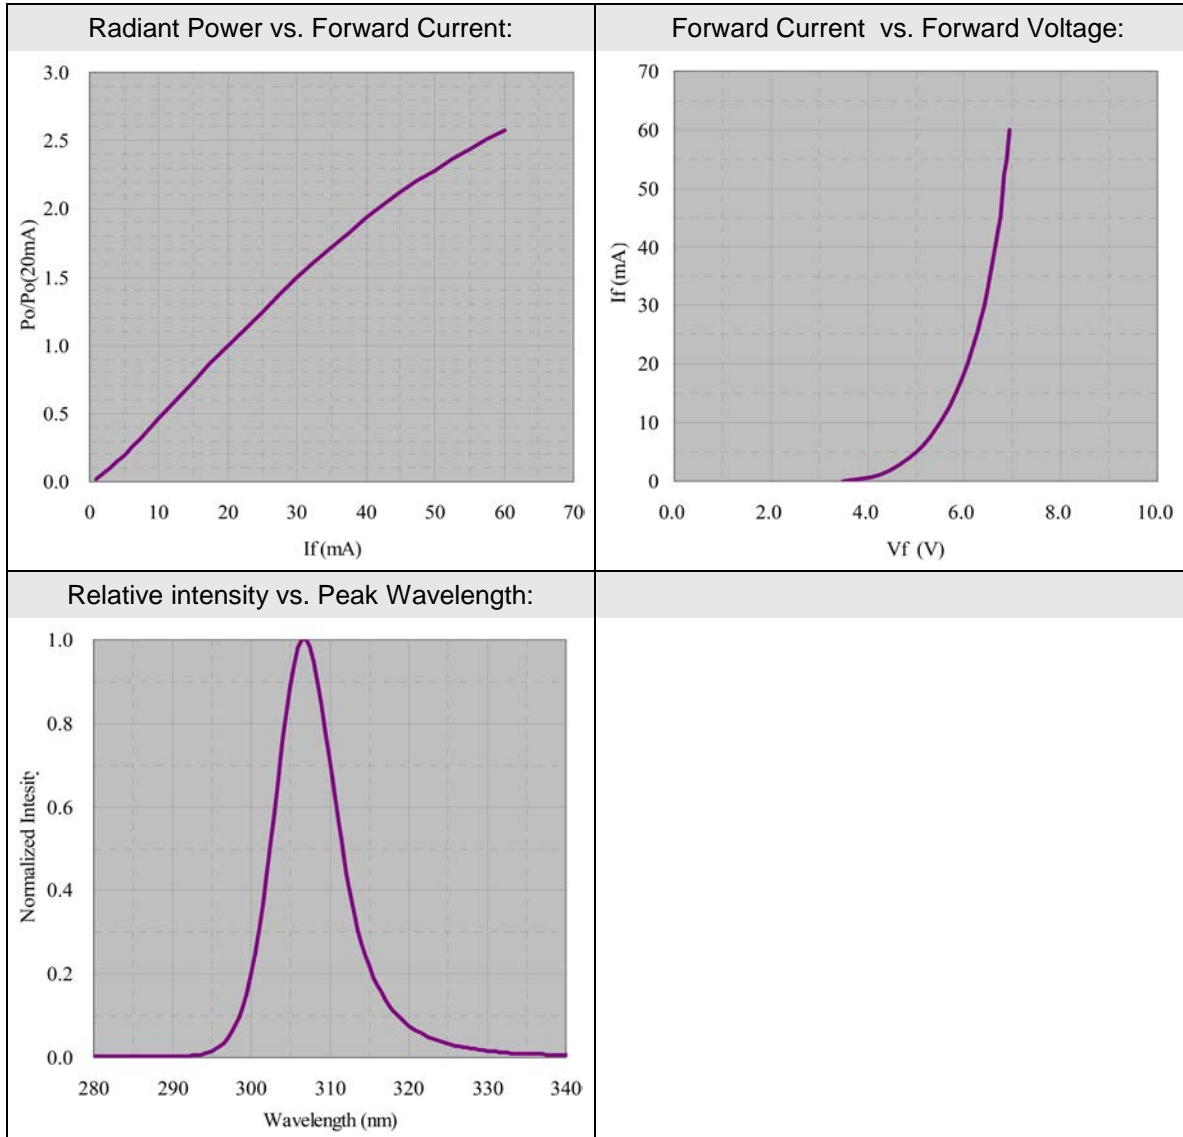 Radiant Power vs. Forward Current:
Forward Current vs. Forward Voltage:
3.0
2.5
2.0
1.5
1.0
0.5
0.0
Po/Po(20mA)
0 10 20 30 40 50 60 70
If (mA)
70
60
50
40
30
20
10
0
If (mA)
0.0 2.0 4.0 6.0 8.0 10.0
Vf (V)
Relative intensity vs. Peak Wavelength:
1.0
0.8
0.6
0.4
0.2
0.0
Normalized Intesity
280 290 300 310 320 330 340
Wavelength (nm)